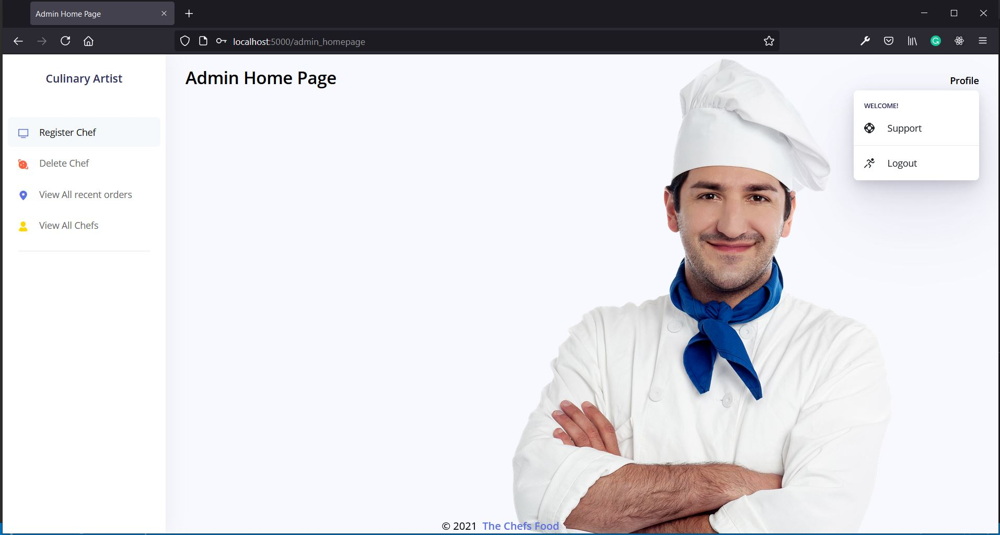 Admin Home Page
localhost:5000/admin_homepage
Culinary Artist
Admin Home Page
Profile
WELCOME!
Support
Logout
Register Chef
Delete Chef
View All recent orders
View All Chefs
© 2021 The Chefs Food